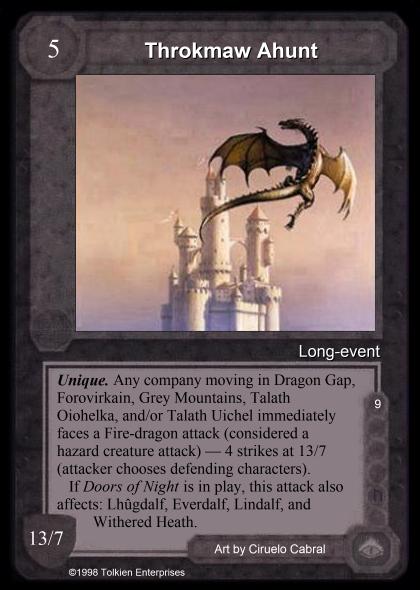 5
Throkmaw Ahunt
Long-event
Unique. Any company moving in Dragon Gap,
Forovirkain, Grey Mountains, Talath
Oiohelka, and/or Talath Uichel immediately
faces a Fire-dragon attack (considered a
hazard creature attack) — 4 strikes at 13/7
(attacker chooses defending characters).
If Doors of Night is in play, this attack also
affects: Lhûgdalf, Everdalf, Lindalf, and
Withered Heath.
9
13/7
Art by Ciruelo Cabral
©1998 Tolkien Enterprises